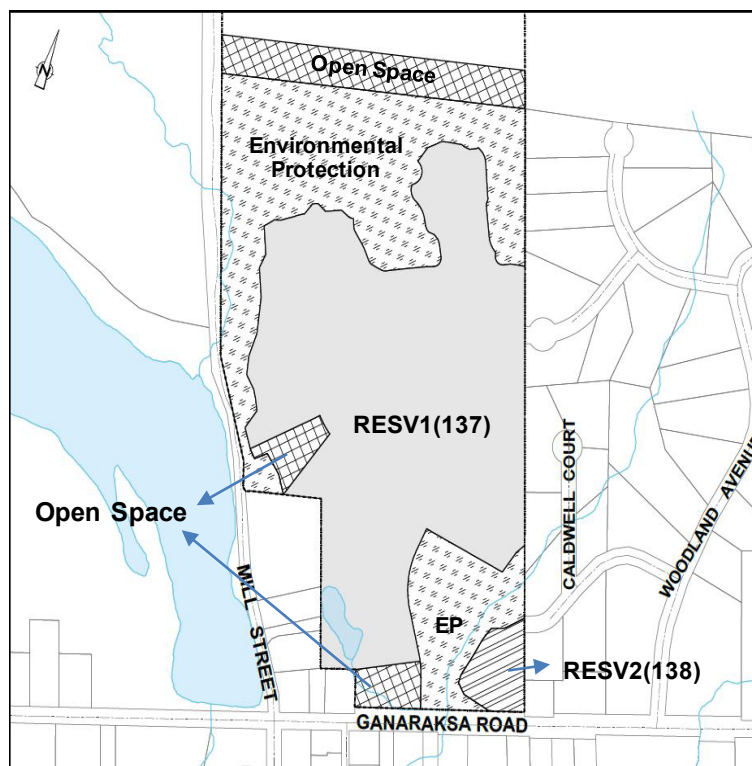 Open Space
N
Environmental
Protection
RESV1(137)
Open Space
CALDWELL COURT
WOODLAND AVENUE
MILL STREET
EP
RESV2(138)
GANARAKSA ROAD